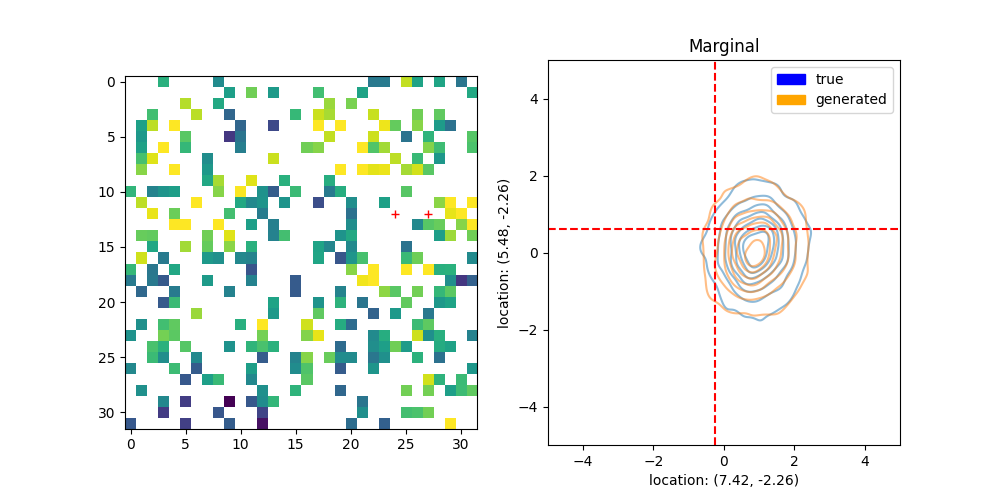 Marginal
true
generated
0
5
10
15
20
25
30
0 5 10 15 20 25 30
4
2
0
−2
−4
−4 −2 0 2 4
location: (5.48, -2.26)
location: (7.42, -2.26)